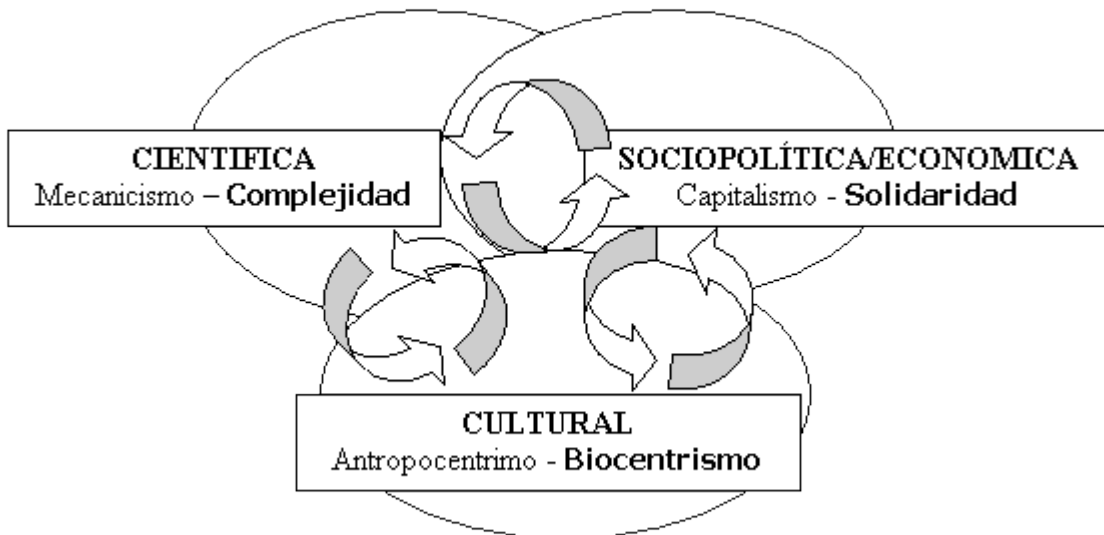 CIENTIFICA
Mecanicismo – Complejidad
SOCIOPOLÍTICA/ECONOMICA
Capitalismo - Solidaridad
CULTURAL
Antropocentrimo - Biocentrismo